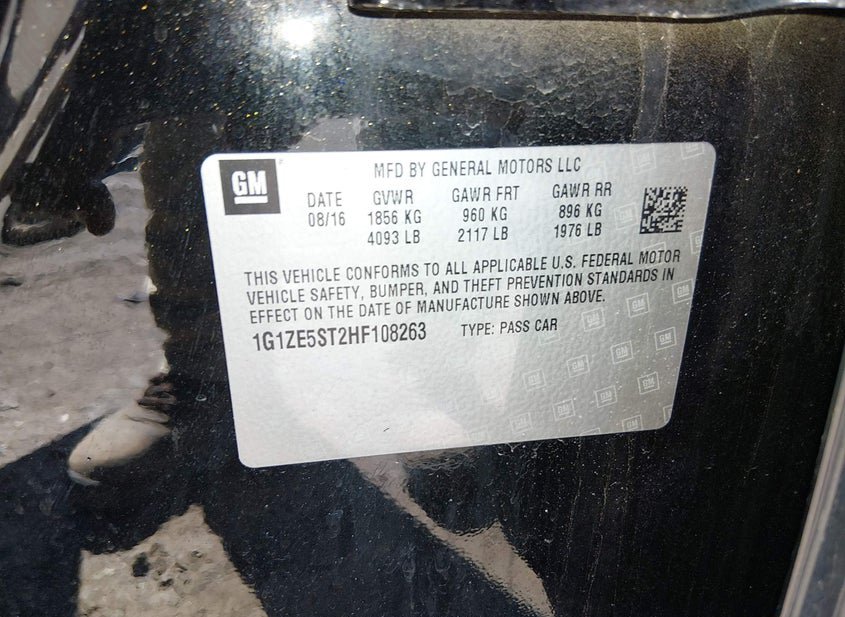 GM
MFD BY GENERAL MOTORS LLC
DATE GVWR GAWR FRT GAWR RR
08/16 1856 KG 960 KG 896 KG
4093 LB 2117 LB 1976 LB
THIS VEHICLE CONFORMS TO ALL APPLICABLE U.S. FEDERAL MOTOR
VEHICLE SAFETY, BUMPER, AND THEFT PREVENTION STANDARDS IN
EFFECT ON THE DATE OF MANUFACTURE SHOWN ABOVE.
1G1ZE5ST2HF108263 TYPE: PASS CAR